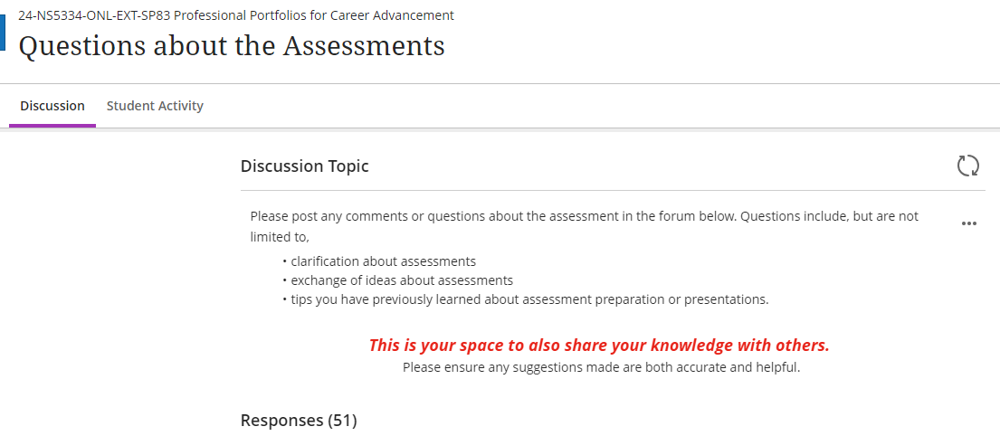 24-NS5334-ONL-EXT-SP83 Professional Portfolios for Career Advancement
Questions about the Assessments
Discussion Student Activity
Discussion Topic
Please post any comments or questions about the assessment in the forum below. Questions include, but are not
limited to,
• clarification about assessments
• exchange of ideas about assessments
• tips you have previously learned about assessment preparation or presentations.
This is your space to also share your knowledge with others.
Please ensure any suggestions made are both accurate and helpful.
Responses (51)